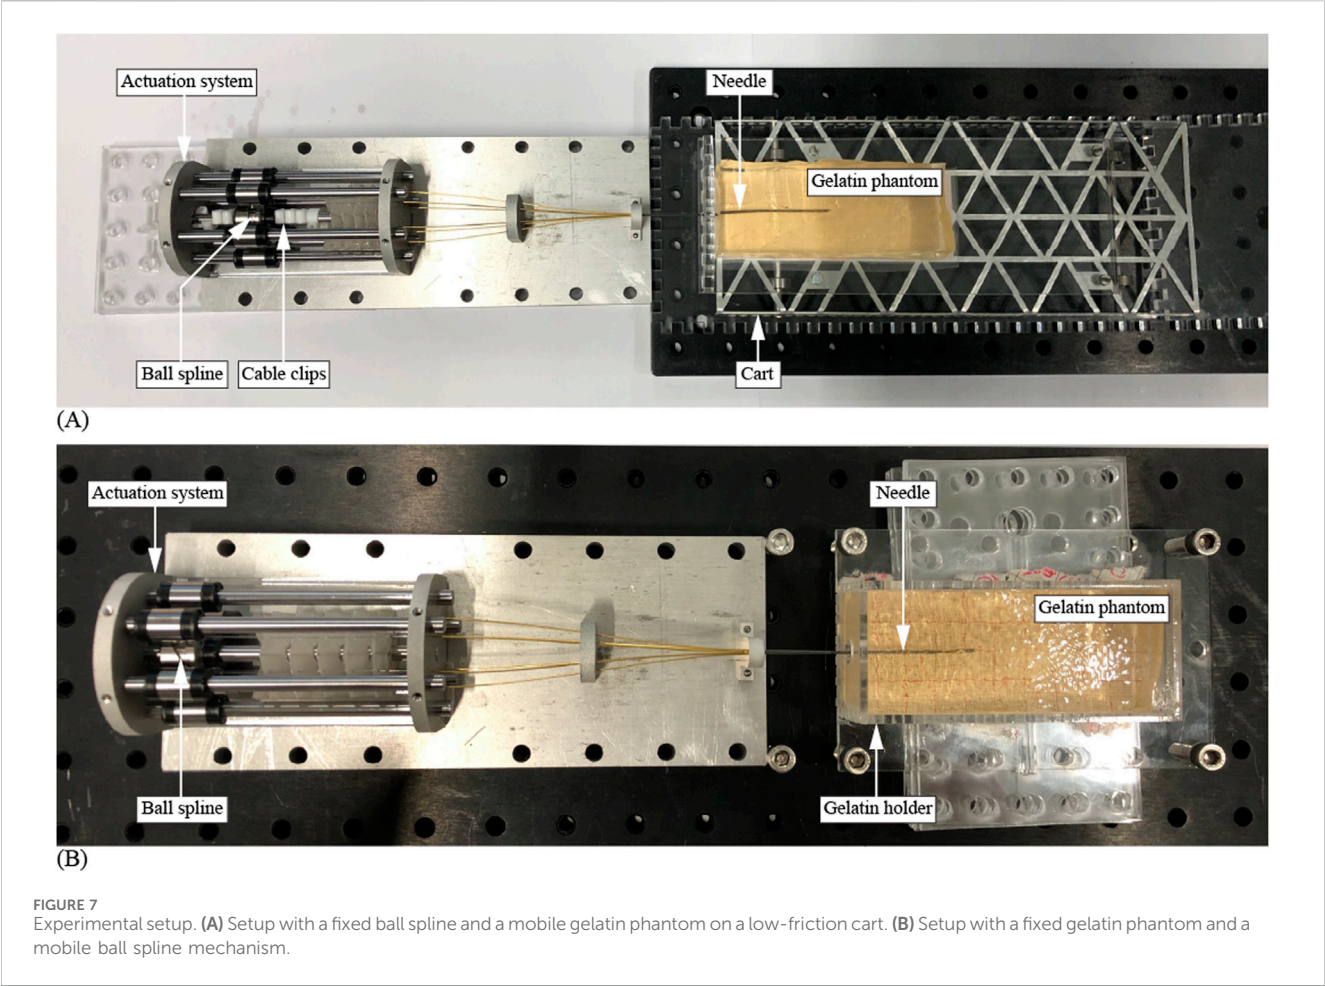 Actuation system
Needle
Gelatin phantom
Ball spline
Cable clips
Cart
(A)
Actuation system
Needle
Gelatin phantom
Ball spline
Gelatin holder
(B)
FIGURE 7
Experimental setup. (A) Setup with a fixed ball spline and a mobile gelatin phantom on a low-friction cart. (B) Setup with a fixed gelatin phantom and a
mobile ball spline mechanism.